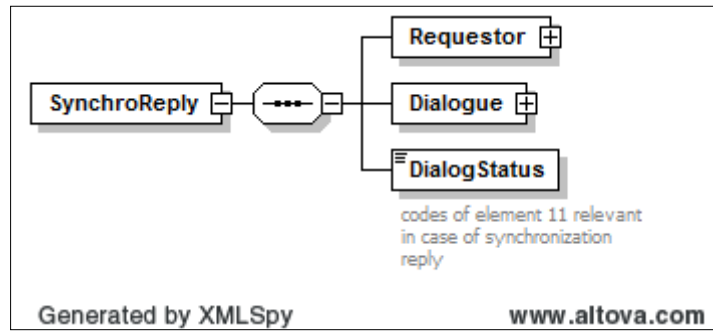 Requestor
SynchroReply
Dialogue
DialogStatus
codes of element 11 relevant
in case of synchronization
reply
Generated by XMLSpy
www.altova.com